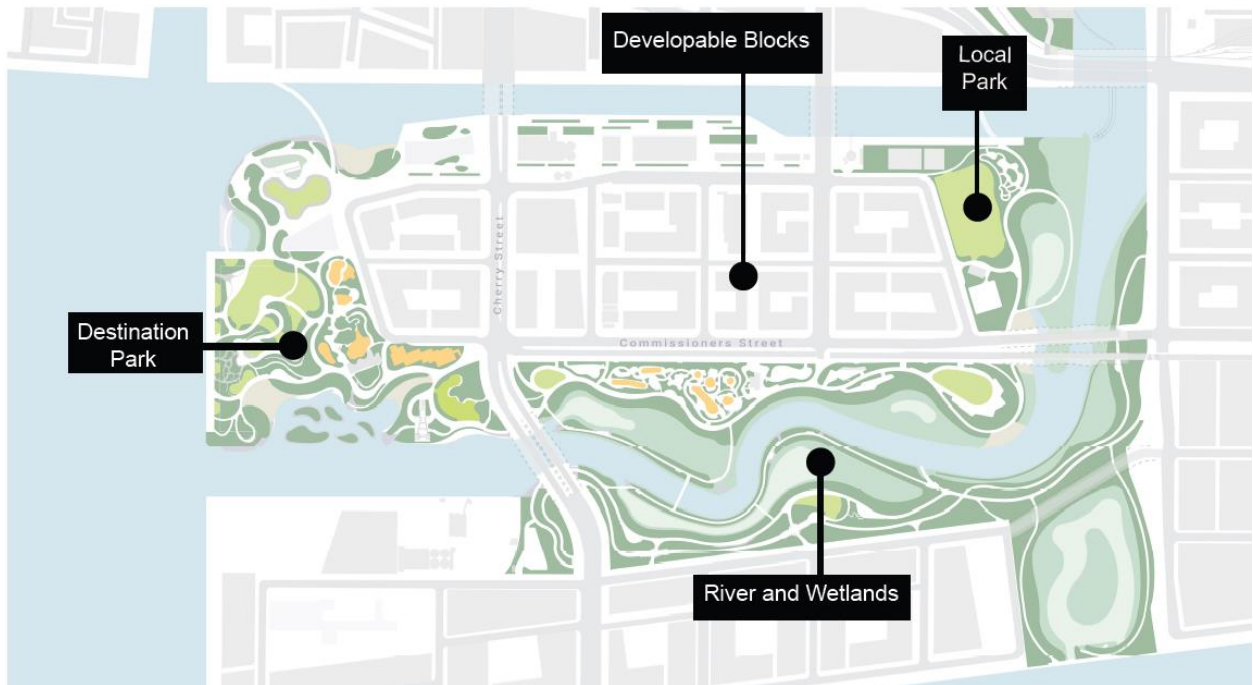 Developable Blocks
Local
Park
Cherry Street
Destination
Park
Commissioners Street
River and Wetlands